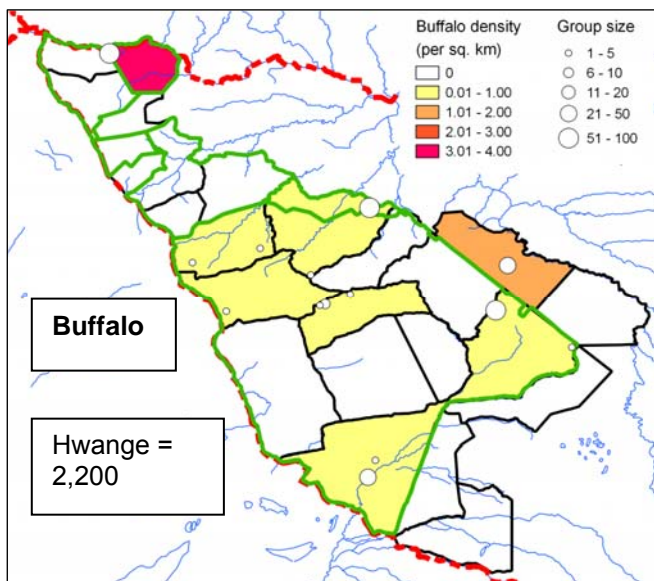 Buffalo density
(per sq. km)
0
0.01 - 1.00
1.01 - 2.00
2.01 - 3.00
3.01 - 4.00
Group size
1 - 5
6 - 10
11 - 20
21 - 50
51 - 100
Buffalo
Hwange =
2,200